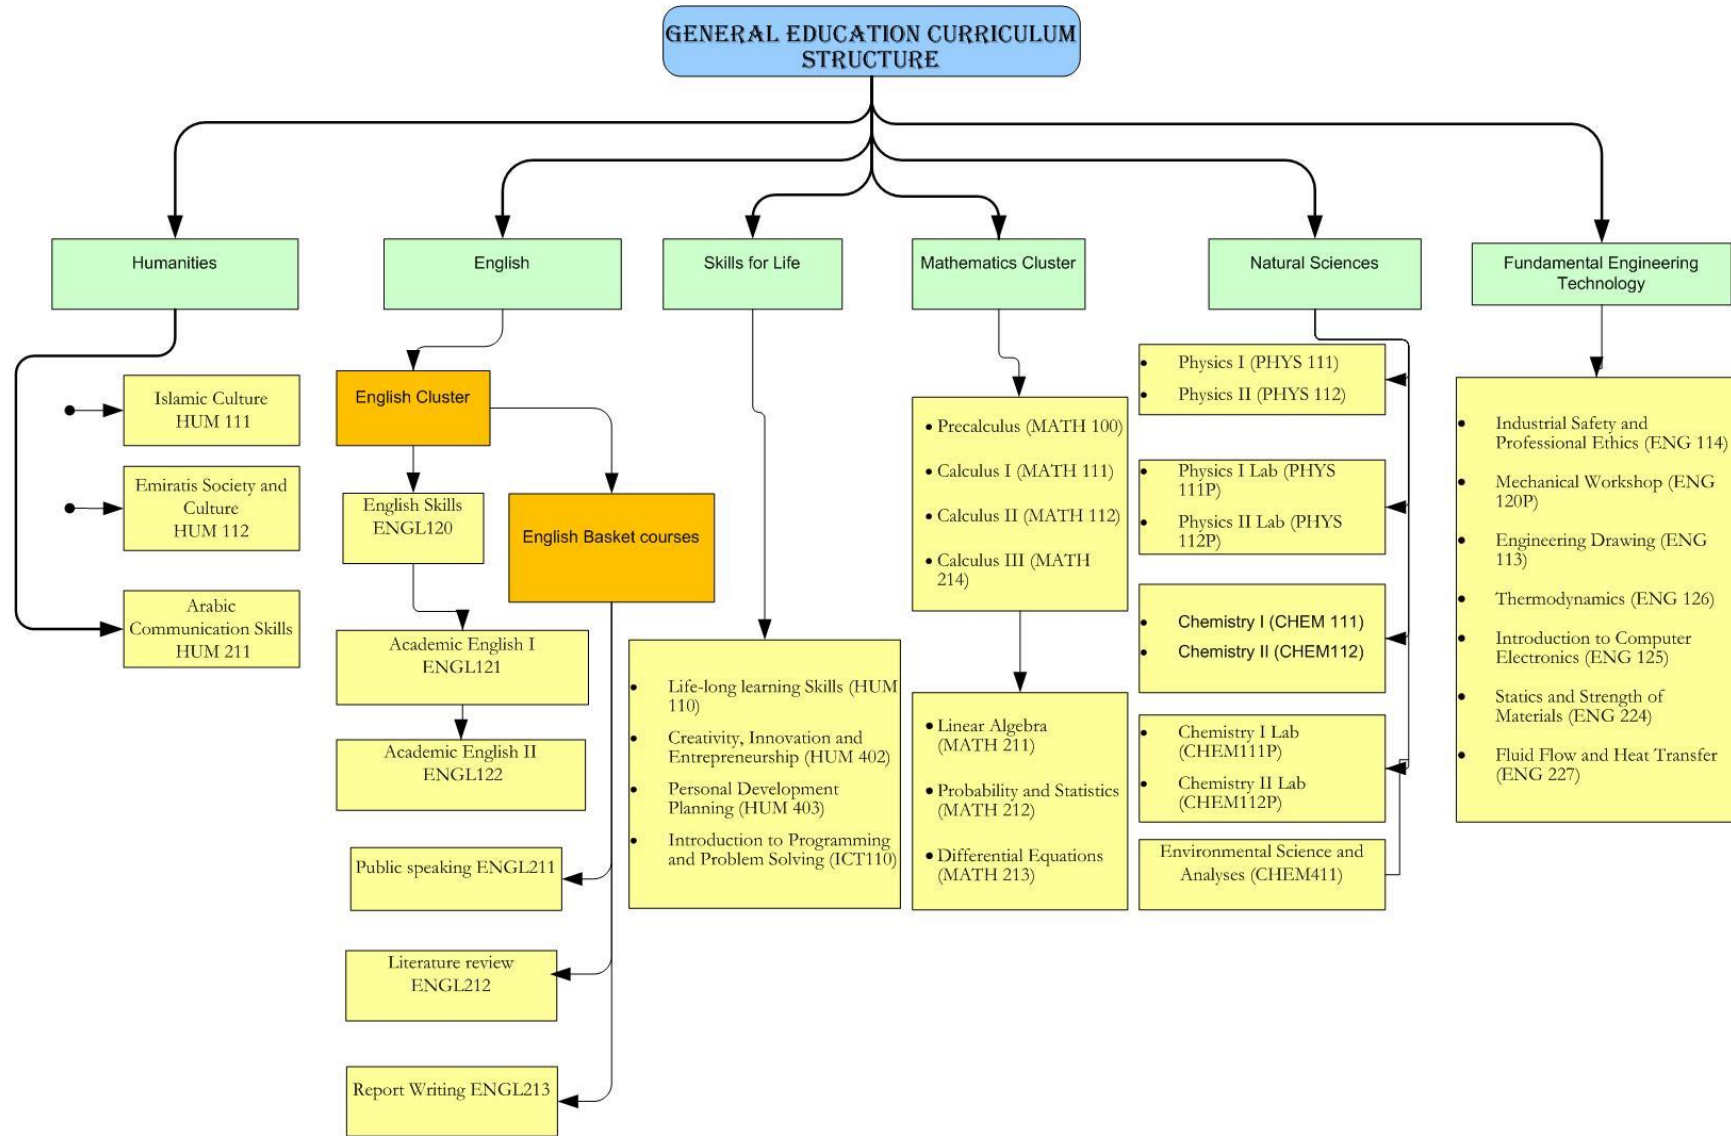 GENERAL EDUCATION CURRICULUM
STRUCTURE
Humanities
English
Skills for Life
Mathematics Cluster
Natural Sciences
Fundamental Engineering
Technology
Islamic Culture
HUM 111
Emiratis Society and
Culture
HUM 112
Arabic
Communication Skills
HUM 211
English Cluster
English Skills
ENGL120
English Basket courses
Academic English I
ENGL121
Academic English II
ENGL122
Public speaking ENGL211
Literature review
ENGL212
Report Writing ENGL213
• Life-long learning Skills (HUM
110)
• Creativity, Innovation and
Entrepreneurship (HUM 402)
• Personal Development
Planning (HUM 403)
• Introduction to Programming
and Problem Solving (ICT110)
• Precalculus (MATH 100)
• Calculus I (MATH 111)
• Calculus II (MATH 112)
• Calculus III (MATH
214)
• Linear Algebra
(MATH 211)
• Probability and Statistics
(MATH 212)
• Differential Equations
(MATH 213)
• Physics I (PHYS 111)
• Physics II (PHYS 112)
• Physics I Lab (PHYS
111P)
• Physics II Lab (PHYS
112P)
• Chemistry I (CHEM 111)
• Chemistry II (CHEM112)
• Chemistry I Lab
(CHEM111P)
• Chemistry II Lab
(CHEM112P)
Environmental Science and
Analyses (CHEM411)
• Industrial Safety and
Professional Ethics (ENG 114)
• Mechanical Workshop (ENG
120P)
• Engineering Drawing (ENG
113)
• Thermodynamics (ENG 126)
• Introduction to Computer
Electronics (ENG 125)
• Statics and Strength of
Materials (ENG 224)
• Fluid Flow and Heat Transfer
(ENG 227)